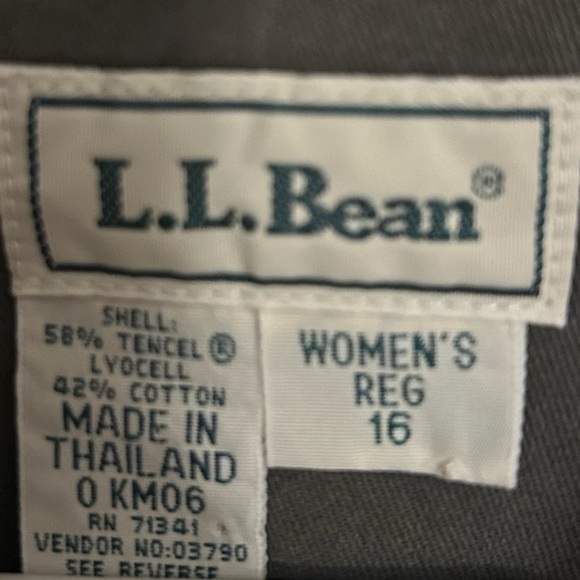 L.L.Bean®
SHELL:
58% TENCEL®
LYOCELL
42% COTTON
MADE IN
THAILAND
0 KM06
RN 71341
VENDOR NO:03790
SEE REVERSE
WOMEN'S
REG
16